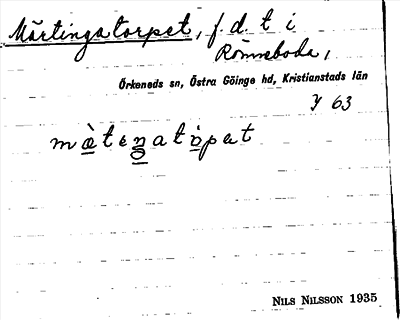 Mårtingatorpet, f. d. t i
Rönneboda,
Örkeneds sn, Östra Göinge hd, Kristianstads län
Y 63
NILS NILSSON 1935